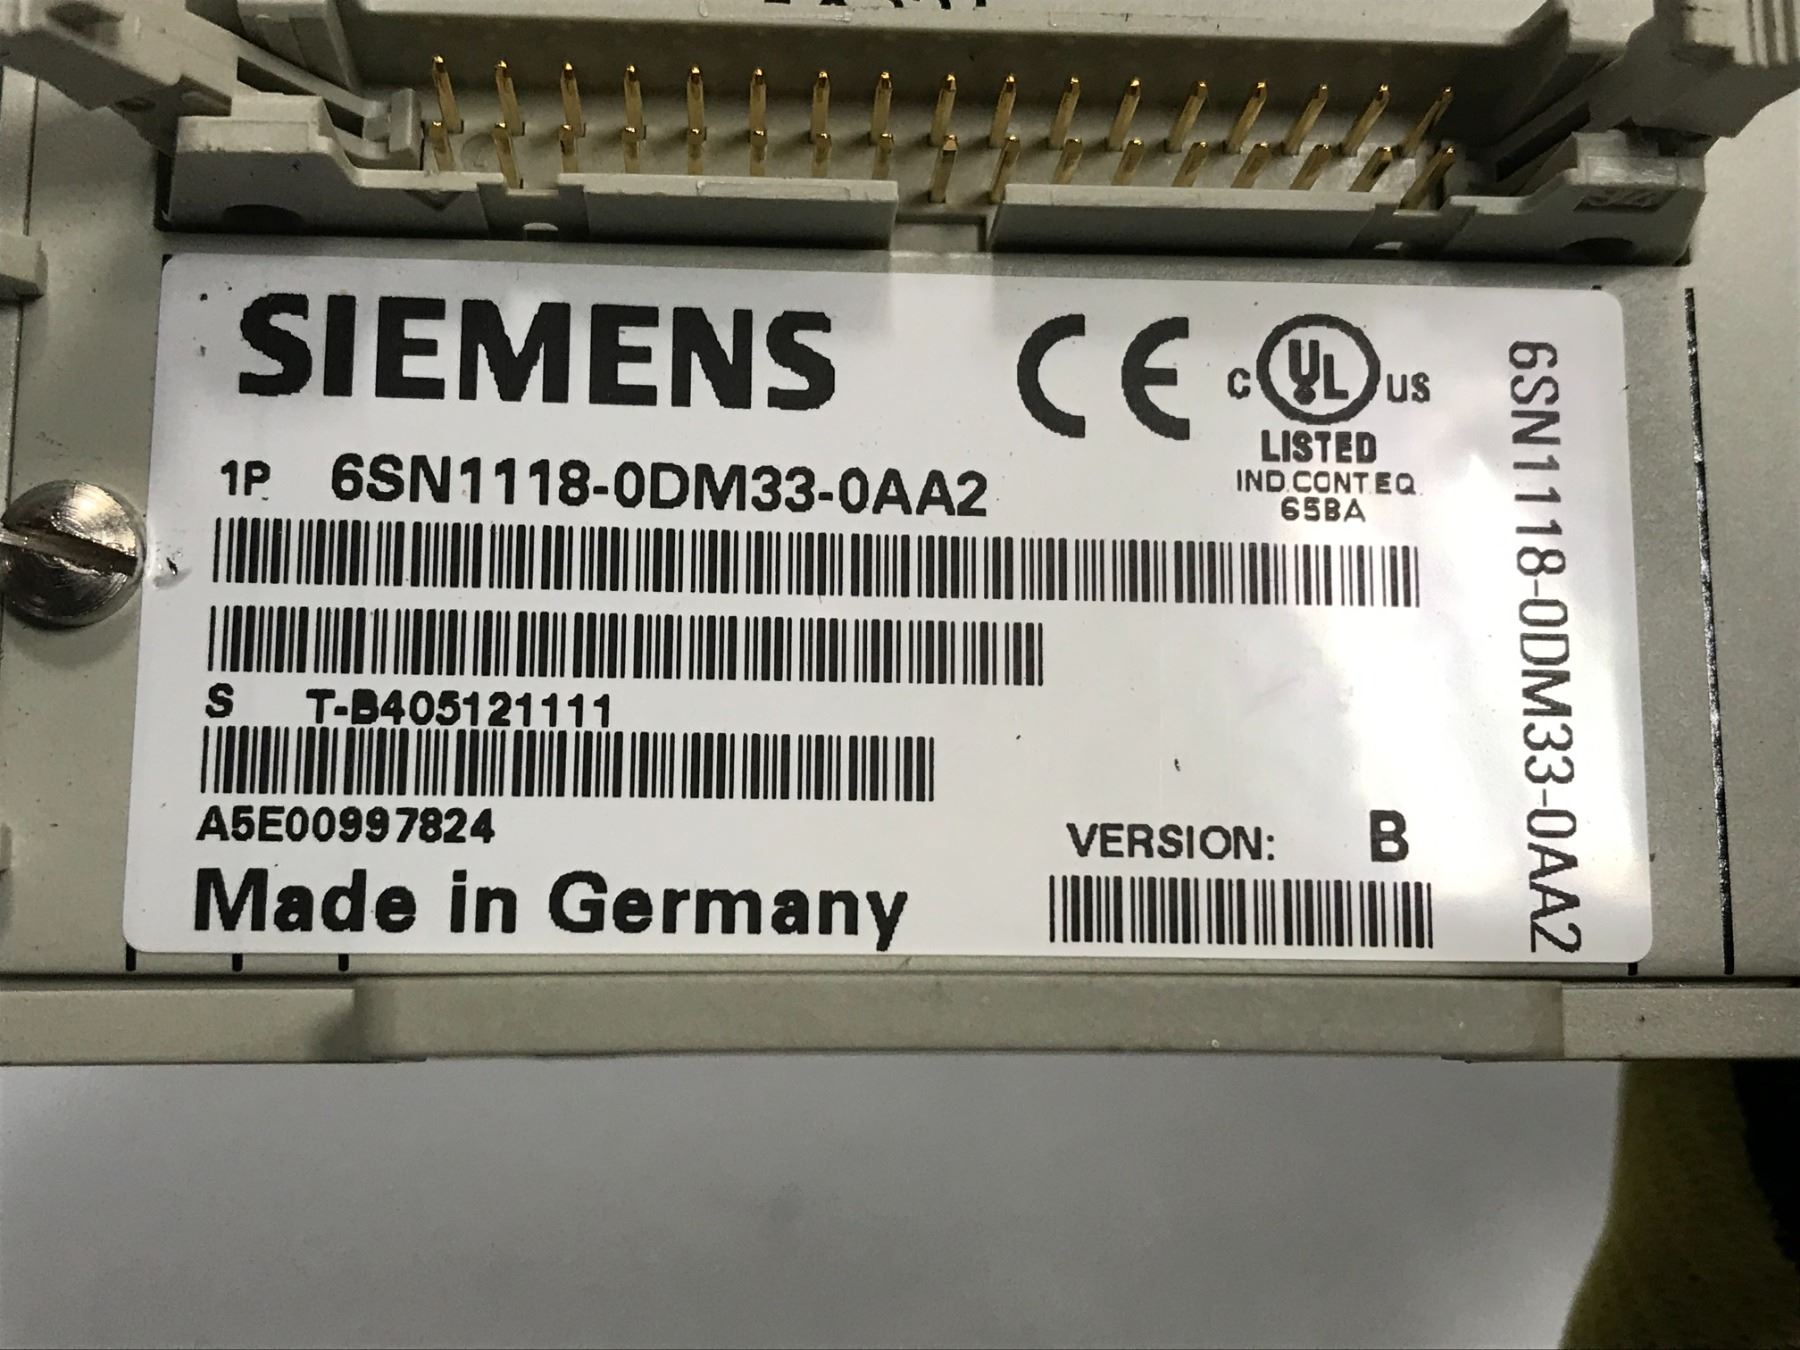 SIEMENS
CE
C UL US
LISTED
IND.CONT.EQ.
65BA
1P 6SN1118-0DM33-0AA2
S T-B405121111
A5E00997824
VERSION: B
Made in Germany
6SN1118-0DM33-0AA2